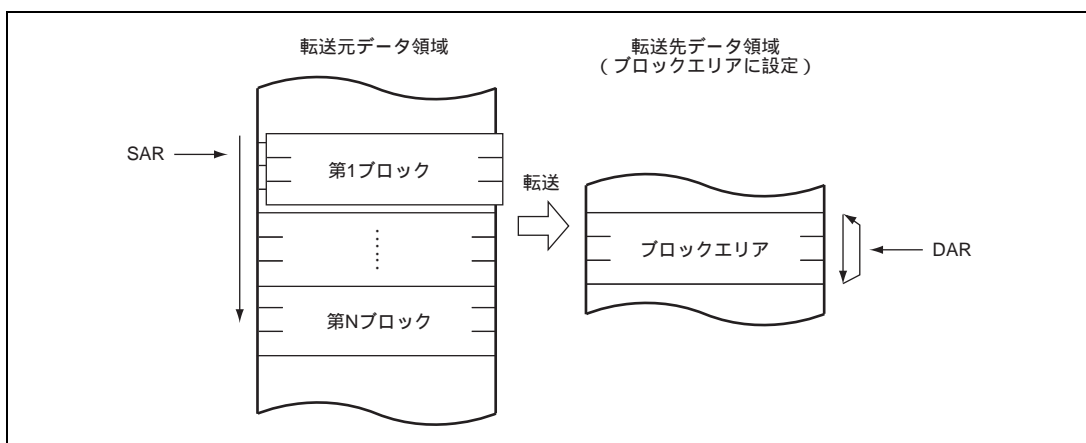 転送元データ領域
転送先データ領域
(ブロックエリアに設定)
SAR
第1ブロック
転送
ブロックエリア
DAR
第Nブロック